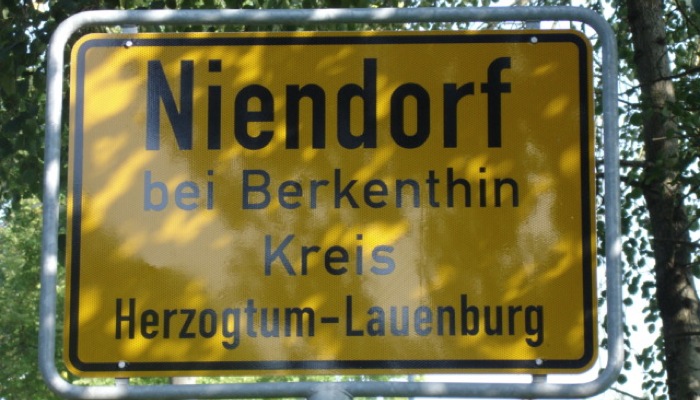 Niendorf
bei Berkenthin
Kreis
Herzogtum-Lauenburg